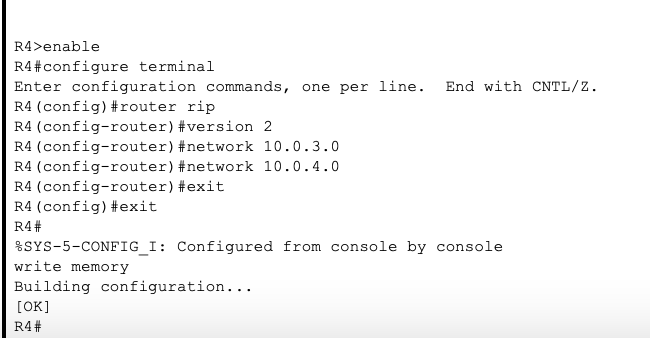 R4>enable
R4#configure terminal
Enter configuration commands, one per line.  End with CNTL/Z.
R4(config)#router rip
R4(config-router)#version 2
R4(config-router)#network 10.0.3.0
R4(config-router)#network 10.0.4.0
R4(config-router)#exit
R4(config)#exit
R4#
%SYS-5-CONFIG_I: Configured from console by console
write memory
Building configuration...
[OK]
R4#